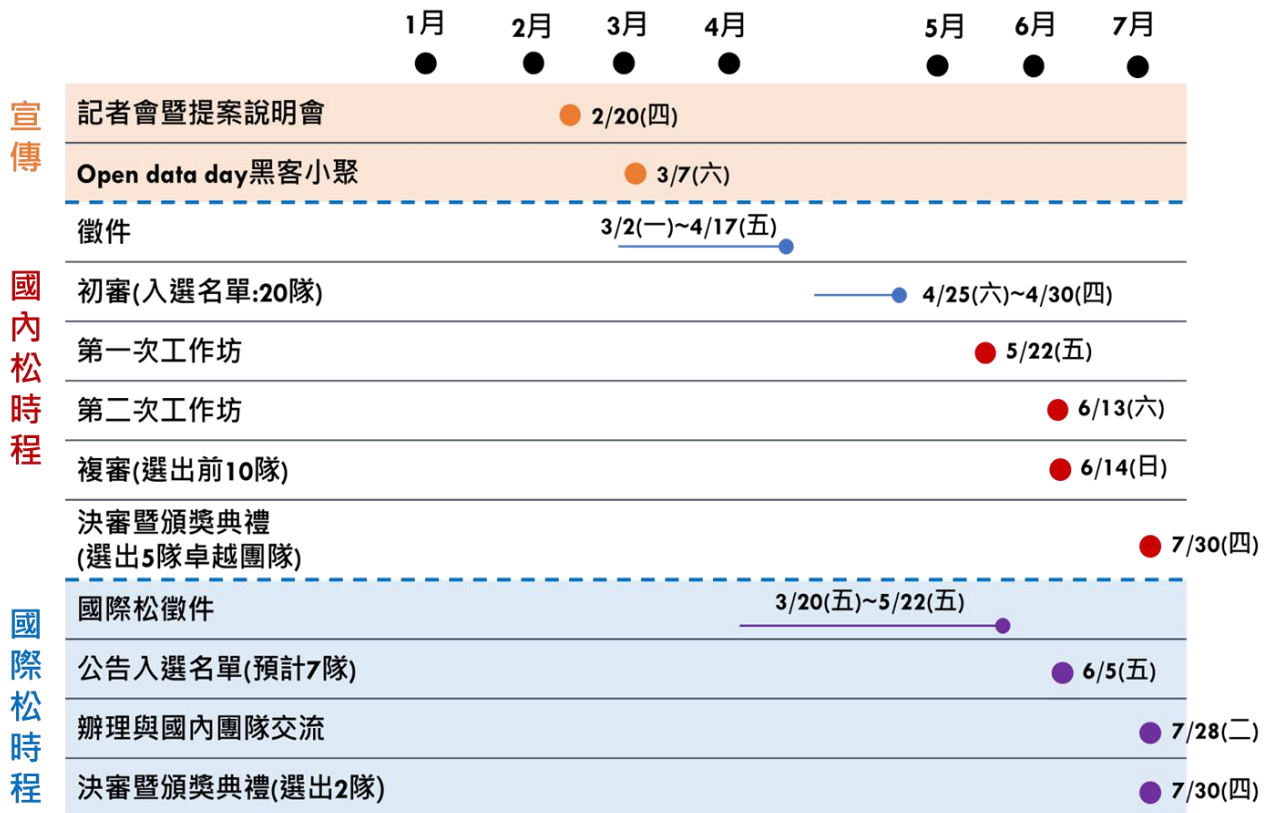 1月 2月 3月 4月 5月 6月 7月
宣傳
記者會暨提案說明會 2/20(四)
Open data day黑客小聚 3/7(六)
國內松時程
徵件 3/2(一)~4/17(五)
初審(入選名單:20隊) 4/25(六)~4/30(四)
第一次工作坊 5/22(五)
第二次工作坊 6/13(六)
複審(選出前10隊) 6/14(日)
決審暨頒獎典禮
(選出5隊卓越團隊) 7/30(四)
國際松時程
國際松徵件 3/20(五)~5/22(五)
公告入選名單(預計7隊) 6/5(五)
辦理與國內團隊交流 7/28(二)
決審暨頒獎典禮(選出2隊) 7/30(四)